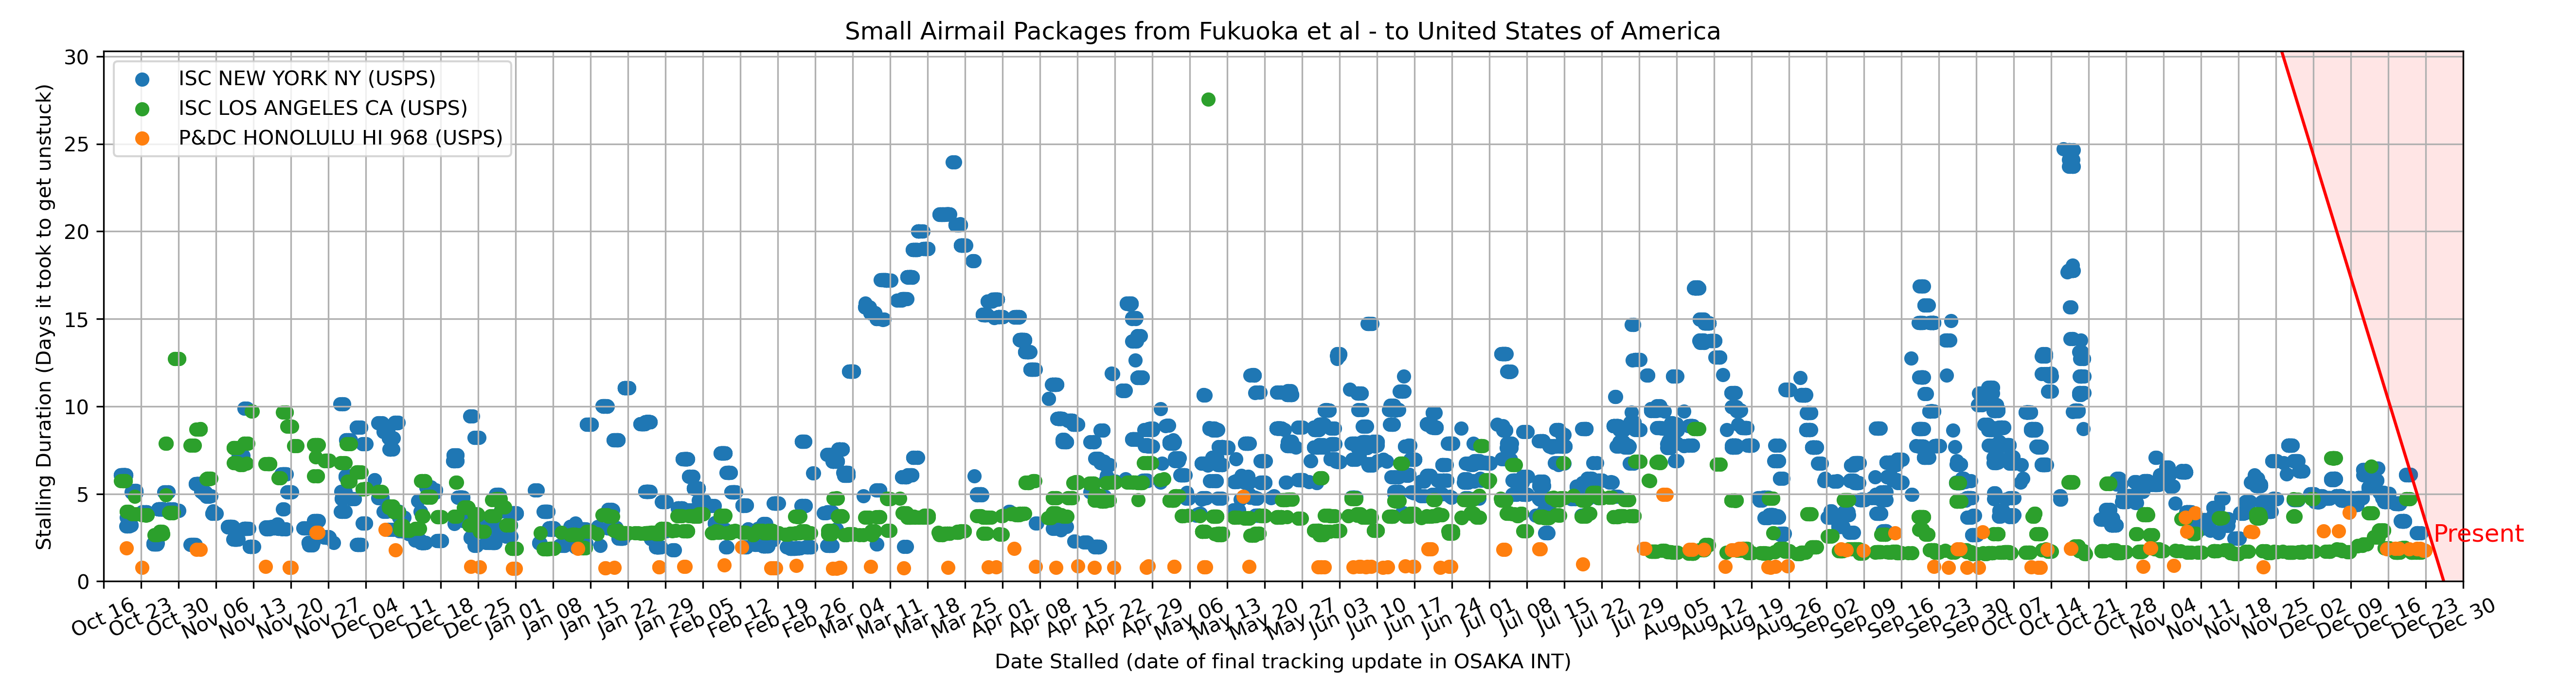 Small Airmail Packages from Fukuoka et al - to United States of America
ISC NEW YORK NY (USPS)
ISC LOS ANGELES CA (USPS)
P&DC HONOLULU HI 968 (USPS)
Stalling Duration (Days it took to get unstuck)
30
25
20
15
10
5
0
Present
Oct 16 Oct 23 Oct 30 Nov 06 Nov 13 Nov 20 Nov 27 Dec 04 Dec 11 Dec 18 Dec 25 Jan 01 Jan 08 Jan 15 Jan 22 Jan 29 Feb 05 Feb 12 Feb 19 Feb 26 Mar 04 Mar 11 Mar 18 Mar 25 Apr 01 Apr 08 Apr 15 Apr 22 Apr 29 May 06 May 13 May 20 May 27 Jun 03 Jun 10 Jun 17 Jun 24 Jul 01 Jul 08 Jul 15 Jul 22 Jul 29 Aug 05 Aug 12 Aug 19 Aug 26 Sep 02 Sep 09 Sep 16 Sep 23 Sep 30 Oct 07 Oct 14 Oct 21 Oct 28 Nov 04 Nov 11 Nov 18 Nov 25 Dec 02 Dec 09 Dec 16 Dec 23 Dec 30
Date Stalled (date of final tracking update in OSAKA INT)